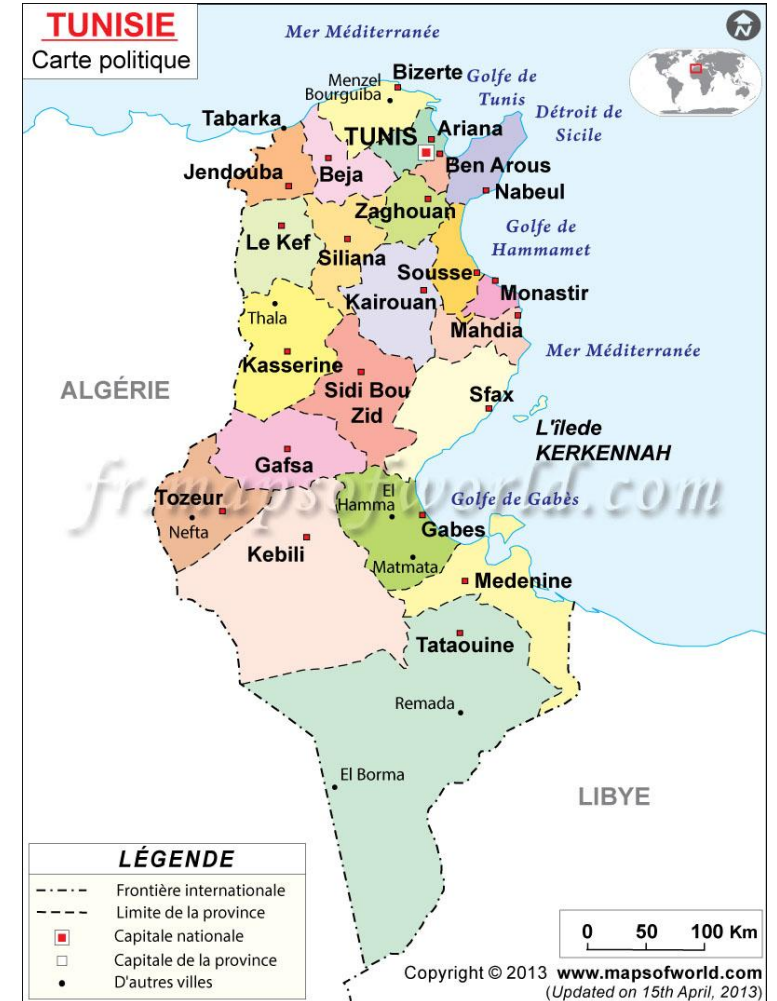 TUNISIE
Carte politique
Mer Méditerranée
N
Menzel
Bourguiba
Bizerte
Golfe de
Tunis
Détroit de
Sicile
Tabarka
TUNIS
Ariana
Jendouba
Beja
Ben Arous
Nabeul
Zaghouan
Golfe de
Hammamet
Le Kef
Siliana
Sousse
Kairouan
Monastir
Thala
Mahdia
Mer Méditerranée
Kasserine
ALGÉRIE
Sidi Bou
Zid
Sfax
L'îlede
KERKENNAH
Gafsa
fr.mapsofworld.com
Tozeur
El
Hamma
Golfe de Gabès
Nefta
Gabes
Kebili
Matmata
Medenine
Tataouine
Remada
El Borma
LIBYE
LÉGENDE
Frontière internationale
Limite de la province
Capitale nationale
Capitale de la province
D'autres villes
0 50 100 Km
Copyright © 2013 www.mapsofworld.com
(Updated on 15th April, 2013)